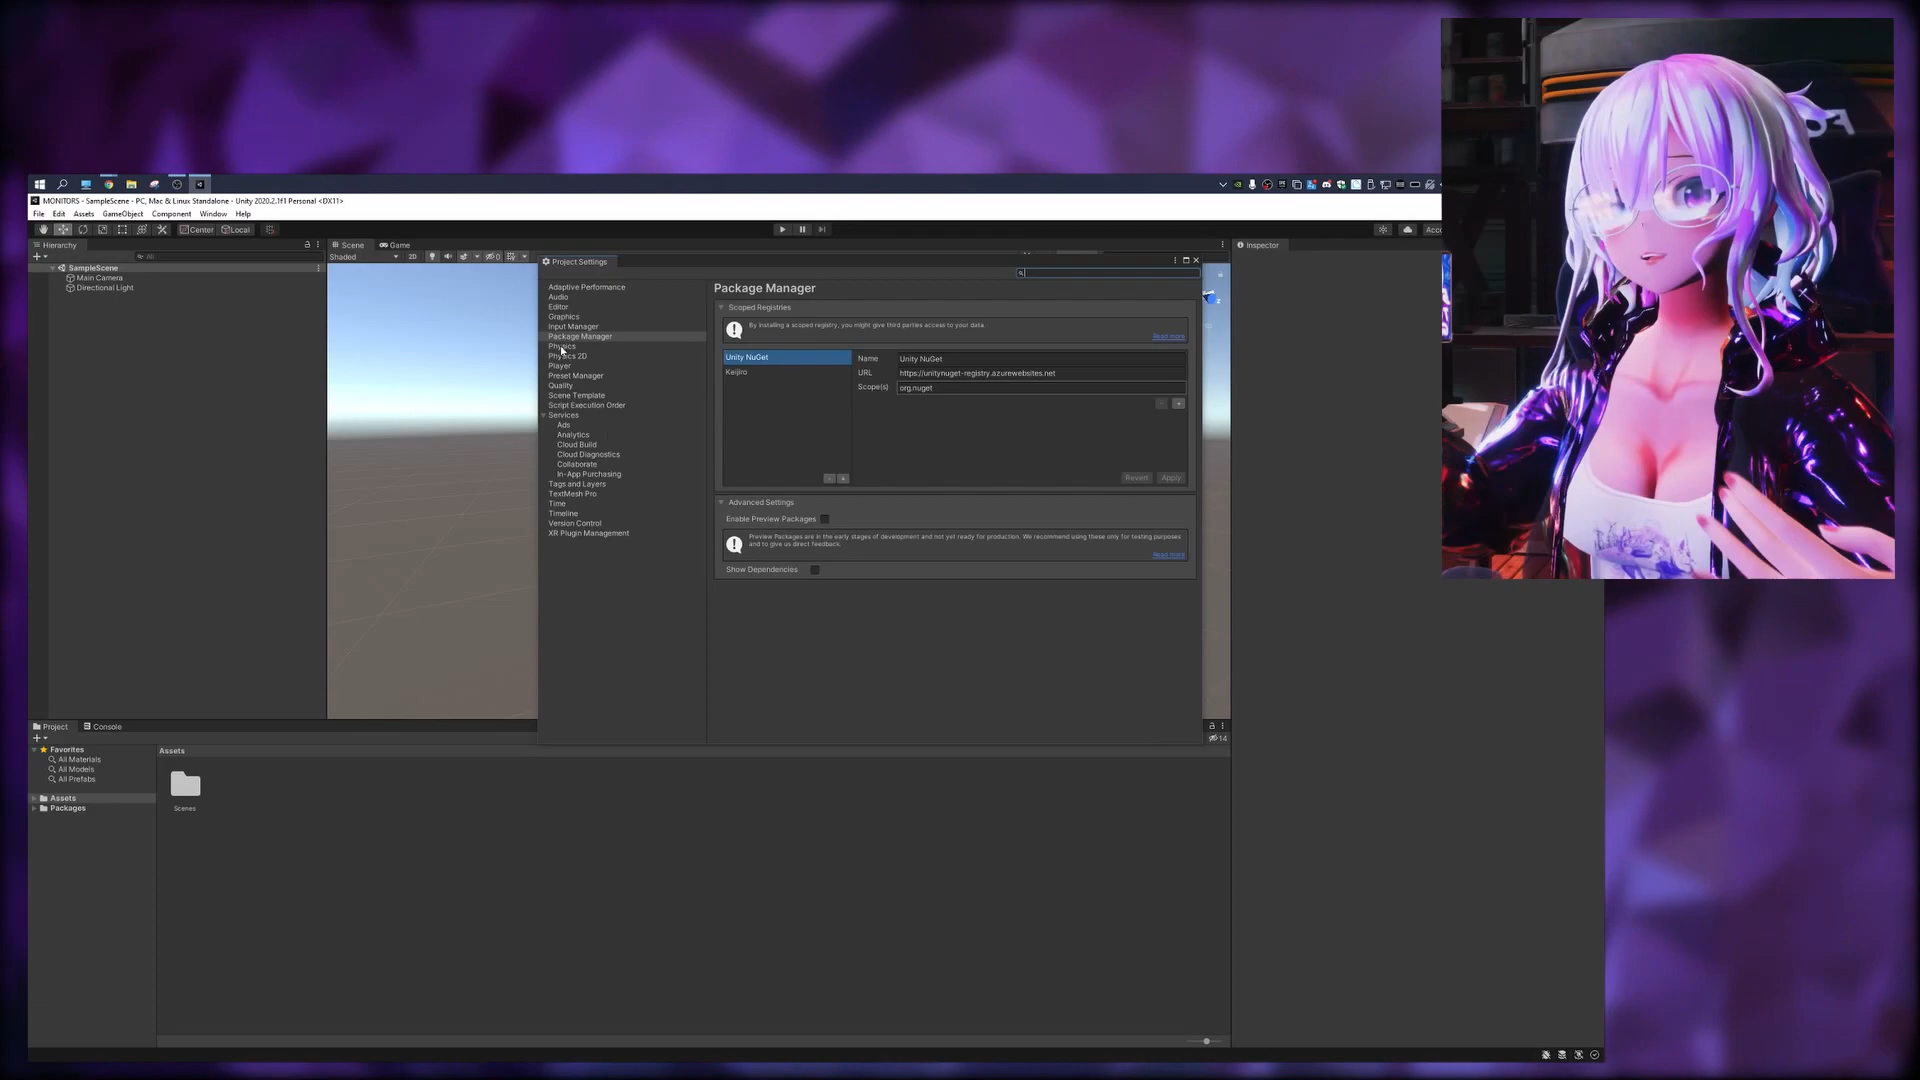 MONITORS - SampleScene - PC, Mac & Linux Standalone - Unity 2020.2.1f1 Personal <DX11>
File Edit Assets GameObject Component Window Help
Center Local
Hierarchy
All
SampleScene
Main Camera
Directional Light
Scene Game
Shaded 2D 0
Project Settings
Adaptive Performance
Audio
Editor
Graphics
Input Manager
Package Manager
Physics
Physics 2D
Player
Preset Manager
Quality
Scene Template
Script Execution Order
Services
Ads
Analytics
Cloud Build
Cloud Diagnostics
Collaborate
In-App Purchasing
Tags and Layers
TextMesh Pro
Time
Timeline
Version Control
XR Plugin Management
Package Manager
Scoped Registries
By installing a scoped registry, you might give third parties access to your data.
Read more
Unity NuGet
Keijiro
Name Unity NuGet
URL https://unitynuget-registry.azurewebsites.net
Scope(s) org.nuget
Revert Apply
Advanced Settings
Enable Preview Packages
Preview Packages are in the early stages of development and not yet ready for production. We recommend using these only for testing purposes
and to give us direct feedback.
Read more
Show Dependencies
Inspector
Project Console
14
Favorites
All Materials
All Models
All Prefabs
Assets
Packages
Assets
Scenes